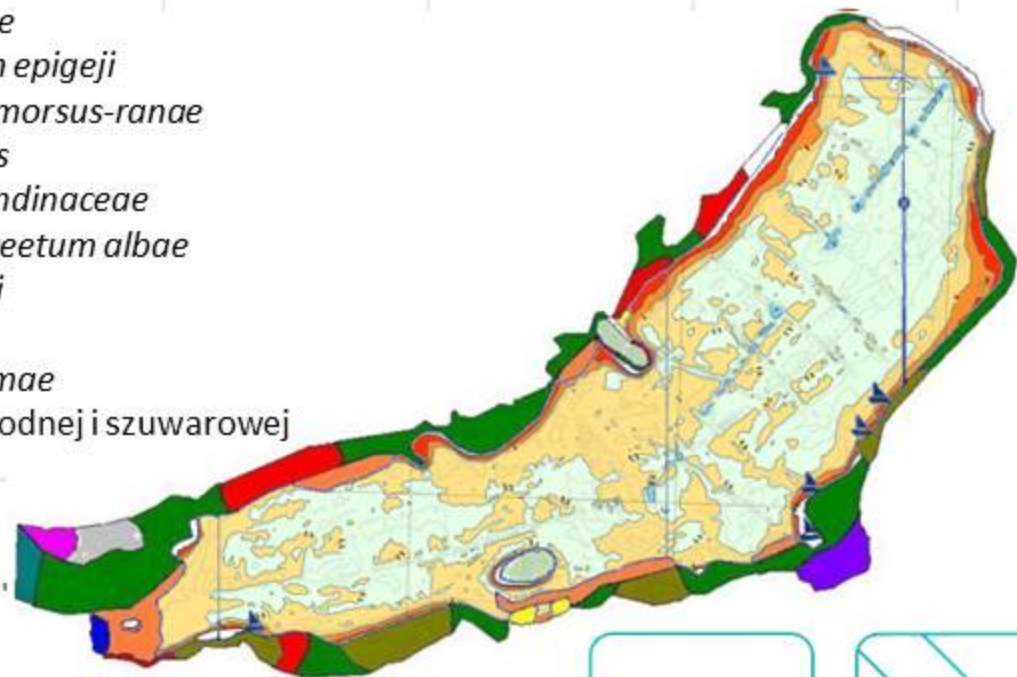 e
n epigeji
morsus-ranae
s
ndinaceae
eetum albae
i
mae
odnej i szuwarowej